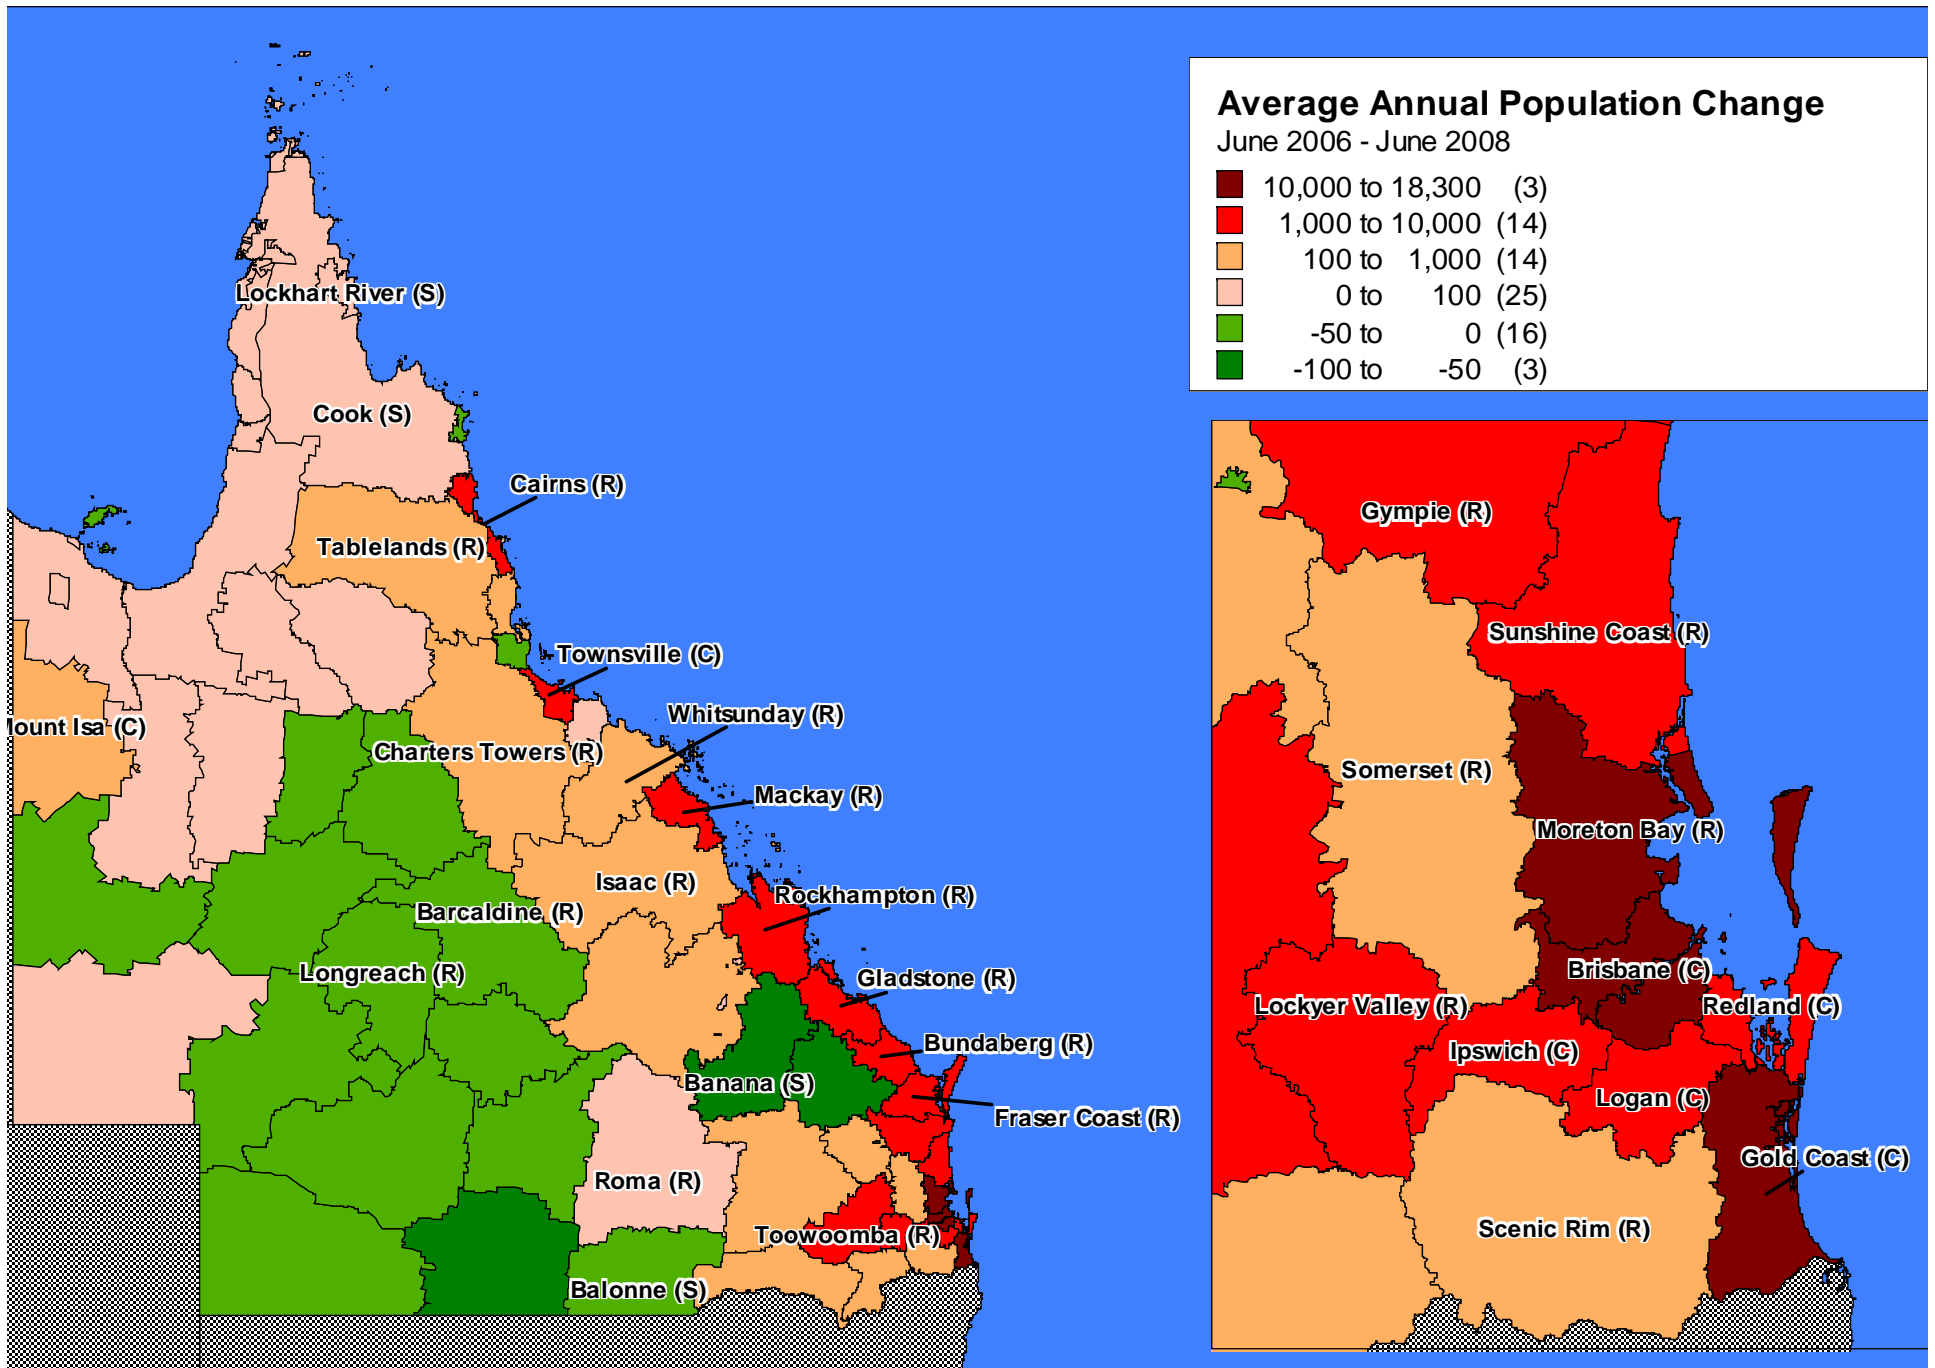 Average Annual Population Change
June 2006 - June 2008
10,000 to 18,300 (3)
1,000 to 10,000 (14)
100 to 1,000 (14)
0 to 100 (25)
-50 to 0 (16)
-100 to -50 (3)
Lockhart River (S)
Cook (S)
Cairns (R)
Tablelands (R)
Townsville (C)
Whitsunday (R)
Mount Isa (C)
Charters Towers (R)
Mackay (R)
Isaac (R)
Rockhampton (R)
Barcaldine (R)
Longreach (R)
Gladstone (R)
Bundaberg (R)
Banana (S)
Fraser Coast (R)
Roma (R)
Toowoomba (R)
Balonne (S)
Gympie (R)
Sunshine Coast (R)
Somerset (R)
Moreton Bay (R)
Brisbane (C)
Lockyer Valley (R)
Redland (C)
Ipswich (C)
Logan (C)
Gold Coast (C)
Scenic Rim (R)